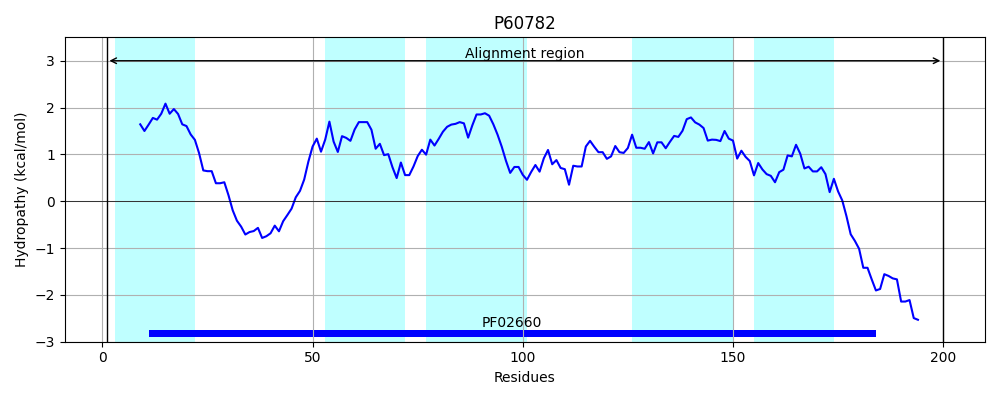 P60782
Alignment region
Hydropathy (kcal/mol)
3
2
1
0
−1
−2
−3
PF02660
0 50 100 150 200
Residues